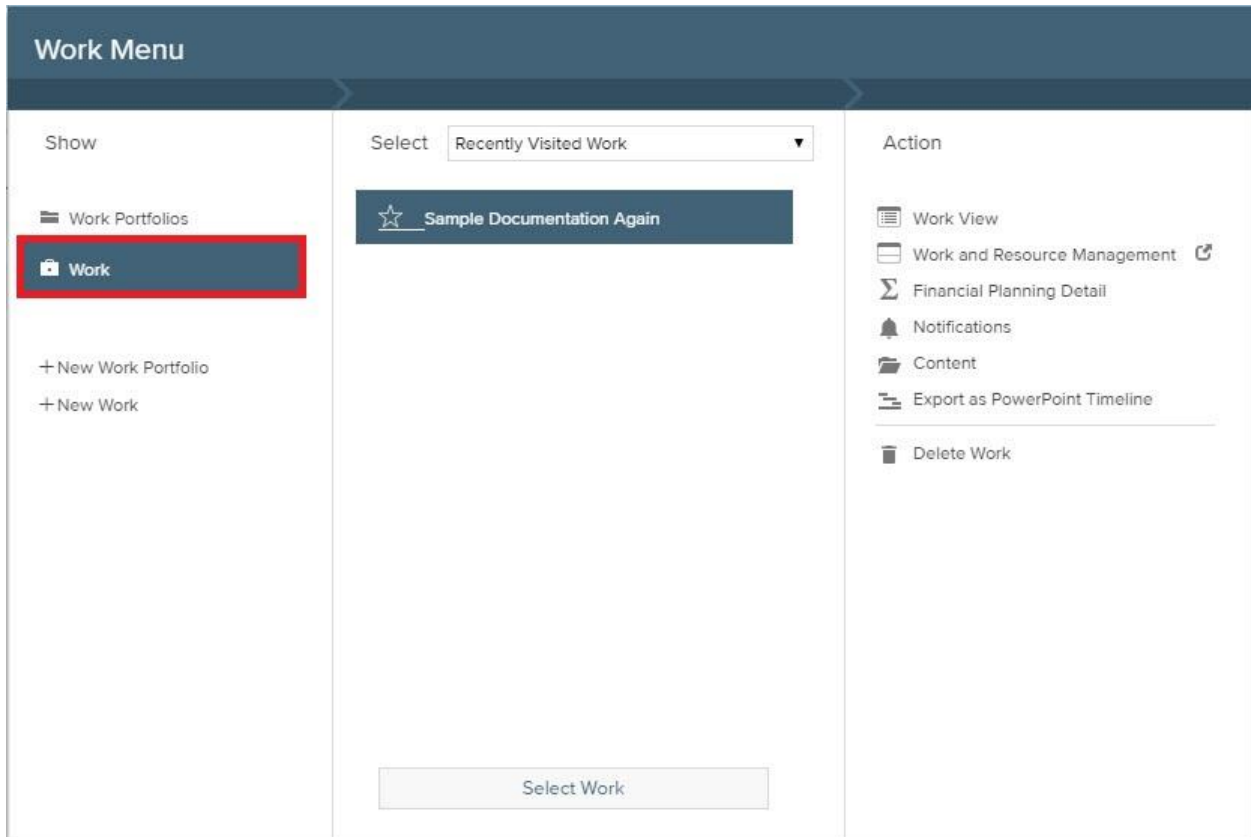 Work Menu
Show
Work Portfolios
Work
+New Work Portfolio
+New Work
Select Recently Visited Work
Sample Documentation Again
Select Work
Action
Work View
Work and Resource Management
Financial Planning Detail
Notifications
Content
Export as PowerPoint Timeline
Delete Work